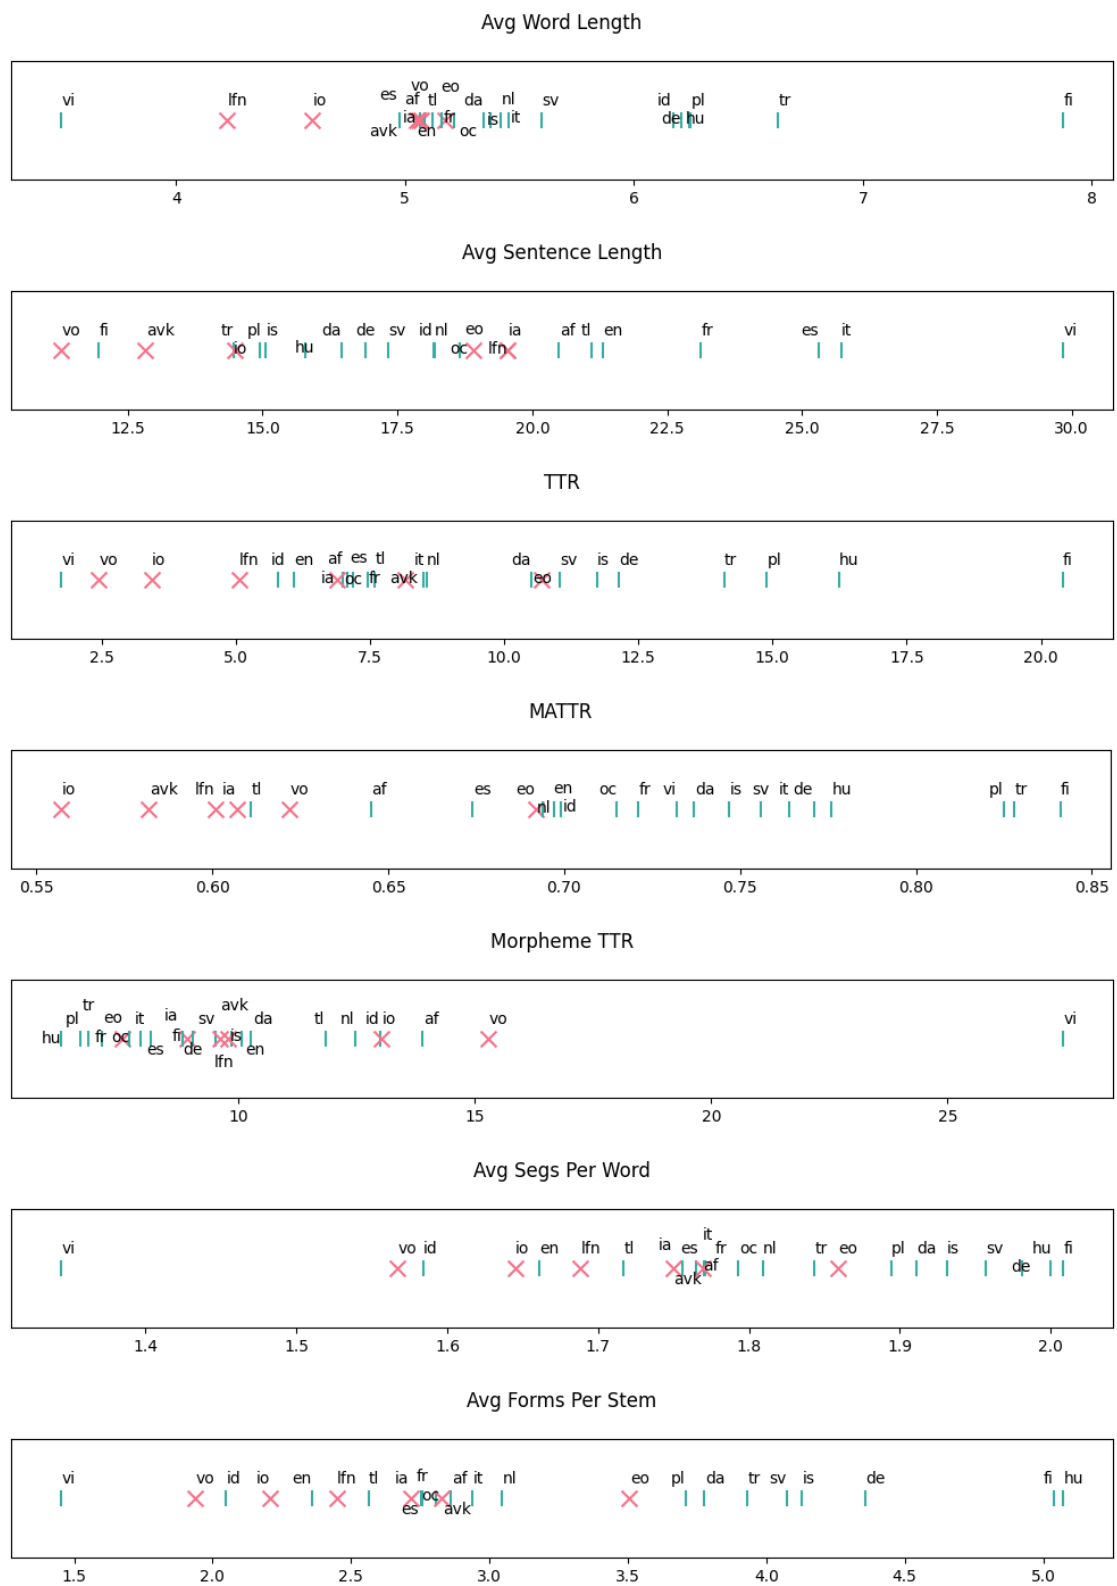 Avg Word Length
vi lfn io es af vo tl eo da nl sv id pl tr fi
avk ia en fr oc is it de hu
4 5 6 7 8
Avg Sentence Length
vo fi avk tr pl is da de sv id nl eo ia af tl en fr es it vi
io hu oc lfn
12.5 15.0 17.5 20.0 22.5 25.0 27.5 30.0
TTR
vi vo io lfn id en af es tl it nl da sv is de tr pl hu fi
ia oc fr avk eo
2.5 5.0 7.5 10.0 12.5 15.0 17.5 20.0
MATTR
io avk lfn ia tl vo af es eo en oc fr vi da is sv it de hu pl tr fi
nl id
0.55 0.60 0.65 0.70 0.75 0.80 0.85
Morpheme TTR
tr avk
pl eo it ia sv da tl nl id io af vo vi
hu fr oc es fi de lfn is en
10 15 20 25
Avg Segs Per Word
it
vi vo id io en lfn tl ia es fr oc nl tr eo pl da is sv hu fi
avk af de
1.4 1.5 1.6 1.7 1.8 1.9 2.0
Avg Forms Per Stem
vi vo id io en lfn tl ia fr af it nl eo pl da tr sv is de fi hu
es oc avk
1.5 2.0 2.5 3.0 3.5 4.0 4.5 5.0